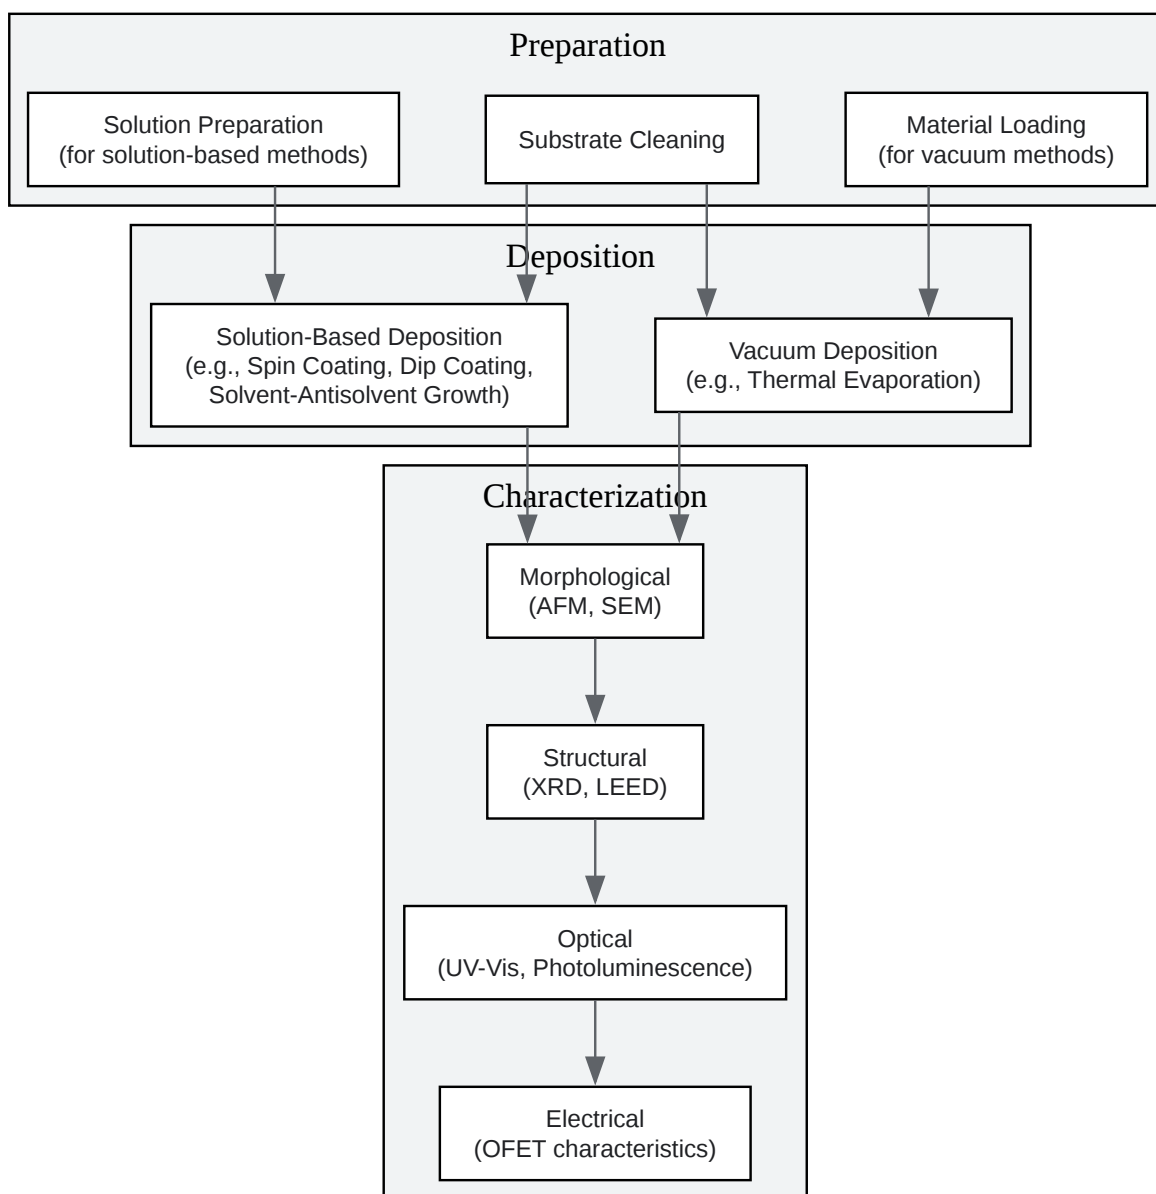 Preparation
Solution Preparation
(for solution-based methods)
Substrate Cleaning
Material Loading
(for vacuum methods)
Deposition
Solution-Based Deposition
(e.g., Spin Coating, Dip Coating,
Solvent-Antisolvent Growth)
Vacuum Deposition
(e.g., Thermal Evaporation)
Characterization
Morphological
(AFM, SEM)
Structural
(XRD, LEED)
Optical
(UV-Vis, Photoluminescence)
Electrical
(OFET characteristics)